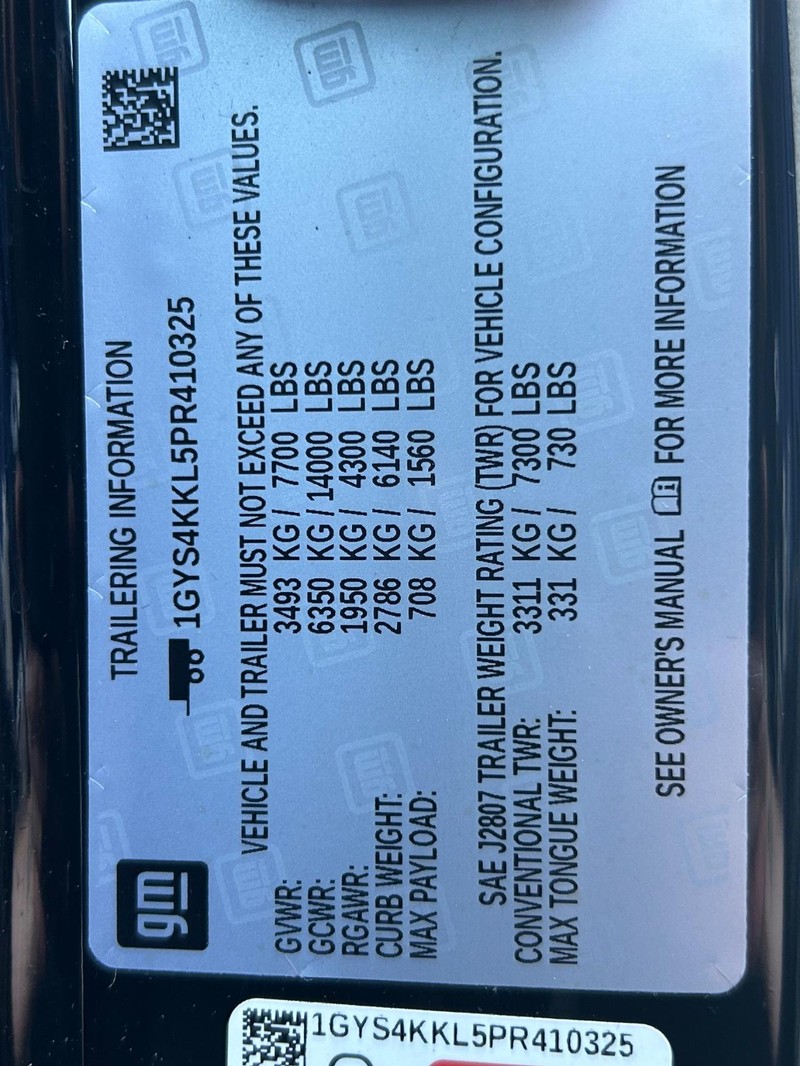 gm
TRAILERING INFORMATION
1GYS4KKL5PR410325
VEHICLE AND TRAILER MUST NOT EXCEED ANY OF THESE VALUES.
GVWR: 3493 KG / 7700 LBS
GCWR: 6350 KG / 14000 LBS
RGAWR: 1950 KG / 4300 LBS
CURB WEIGHT: 2786 KG / 6140 LBS
MAX PAYLOAD: 708 KG / 1560 LBS
SAE J2807 TRAILER WEIGHT RATING (TWR) FOR VEHICLE CONFIGURATION.
CONVENTIONAL TWR: 3311 KG / 7300 LBS
MAX TONGUE WEIGHT: 331 KG / 730 LBS
SEE OWNER'S MANUAL FOR MORE INFORMATION
1GYS4KKL5PR410325